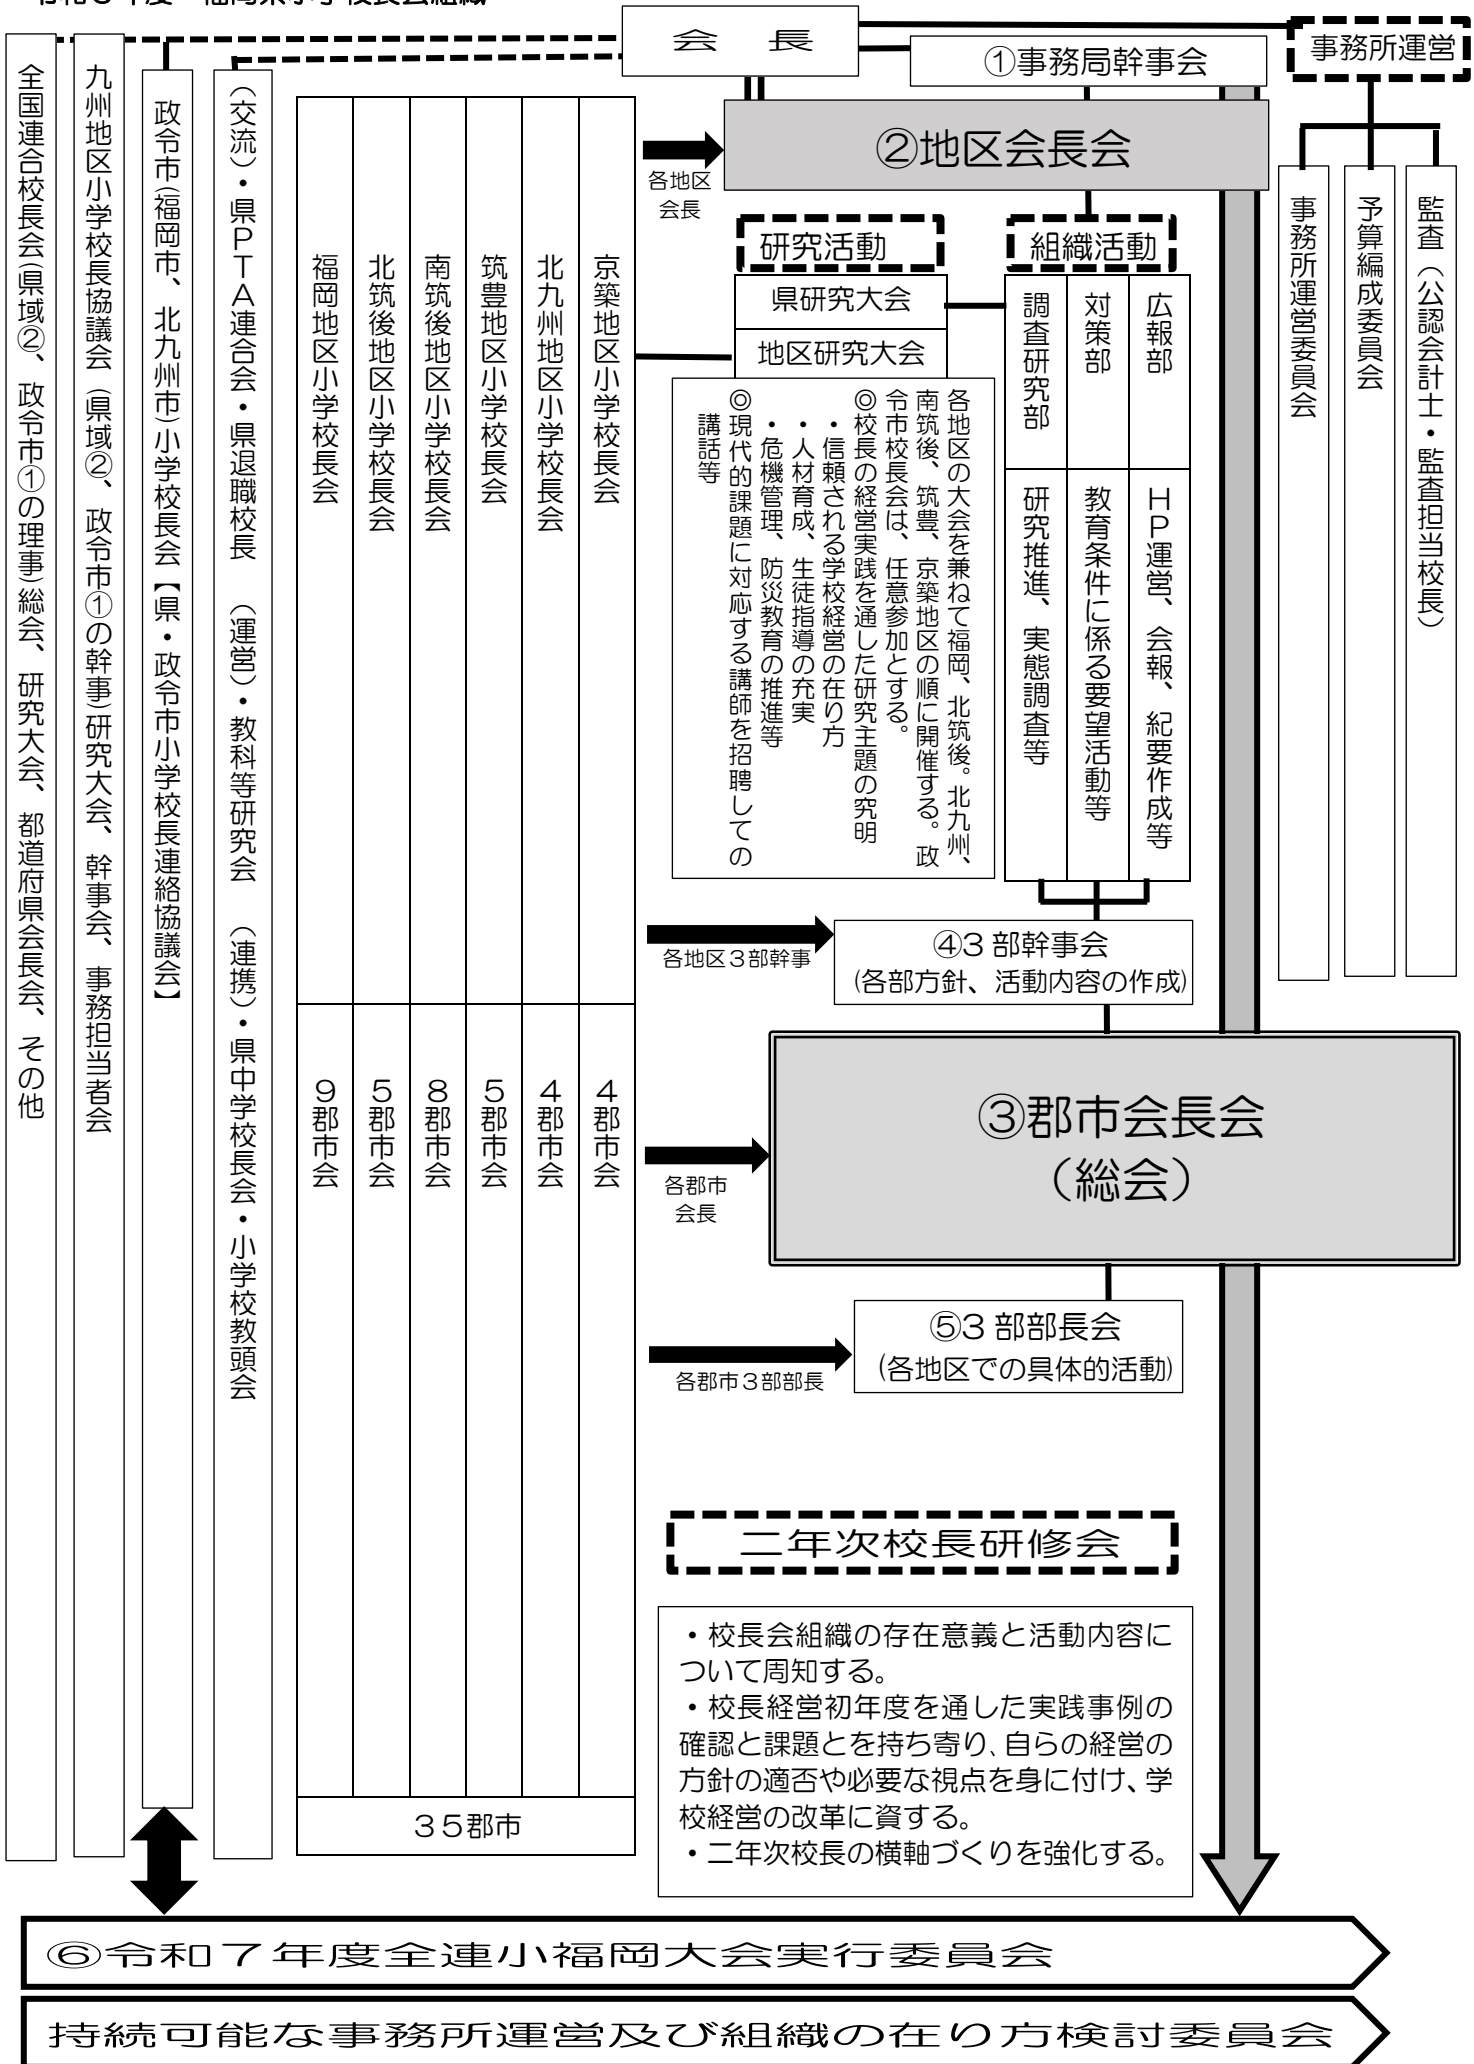 会　長
①事務局幹事会
事務所運営
②地区会長会
各地区
会長
研究活動
組織活動
県研究大会
地区研究大会
監査（公認会計士・監査担当校長）
予算編成委員会
事務所運営委員会
広報部
対策部
調査研究部
ＨＰ運営、会報、紀要作成等
教育条件に係る要望活動等
研究推進、実態調査等
各地区の大会を兼ねて福岡、北筑後。北九州、
南筑後、筑豊、京築地区の順に開催する。政
令市校長会は、任意参加とする。
◎校長の経営実践を通した研究主題の究明
・信頼される学校経営の在り方
・人材育成、生徒指導の充実
・危機管理、防災教育の推進等
◎現代的課題に対応する講師を招聘しての
講話等
京築地区小学校長会
北九州地区小学校長会
筑豊地区小学校長会
南筑後地区小学校長会
北筑後地区小学校長会
福岡地区小学校長会
４郡市会
４郡市会
５郡市会
８郡市会
５郡市会
９郡市会
３５郡市
（交流）・県ＰＴＡ連合会・県退職校長　（運営）・教科等研究会　（連携）・県中学校長会・小学校教頭会
政令市(福岡市、北九州市)小学校長会【県・政令市小学校長連絡協議会】
九州地区小学校長協議会（県域②、政令市①の幹事)研究大会、幹事会、事務担当者会
全国連合校長会(県域②、政令市①の理事)総会、研究大会、都道府県会長会、その他
各地区３部幹事
④３部幹事会
(各部方針、活動内容の作成)
③郡市会長会
（総会）
各郡市
会長
⑤３部部長会
(各地区での具体的活動)
各郡市３部部長
二年次校長研修会
・校長会組織の存在意義と活動内容に
ついて周知する。
・校長経営初年度を通した実践事例の
確認と課題とを持ち寄り、自らの経営の
方針の適否や必要な視点を身に付け、学
校経営の改革に資する。
・二年次校長の横軸づくりを強化する。
⑥令和７年度全連小福岡大会実行委員会
持続可能な事務所運営及び組織の在り方検討委員会